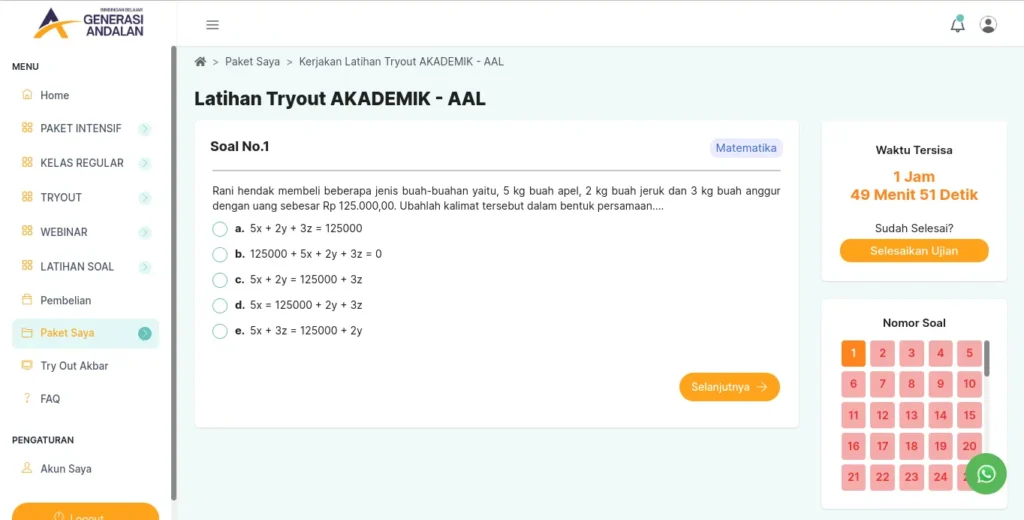 BIMBINGAN BELAJAR
GENERASI
ANDALAN
MENU
Home
PAKET INTENSIF
KELAS REGULAR
TRYOUT
WEBINAR
LATIHAN SOAL
Pembelian
Paket Saya
Try Out Akbar
? FAQ
PENGATURAN
Akun Saya
Logout
> Paket Saya > Kerjakan Latihan Tryout AKADEMIK - AAL
Latihan Tryout AKADEMIK - AAL
Soal No.1
Matematika
Rani hendak membeli beberapa jenis buah-buahan yaitu, 5 kg buah apel, 2 kg buah jeruk dan 3 kg buah anggur
dengan uang sebesar Rp 125.000,00. Ubahlah kalimat tersebut dalam bentuk persamaan....
a. 5x + 2y + 3z = 125000
b. 125000 + 5x + 2y + 3z = 0
c. 5x + 2y = 125000 + 3z
d. 5x = 125000 + 2y + 3z
e. 5x + 3z = 125000 + 2y
Selanjutnya →
Waktu Tersisa
1 Jam
49 Menit 51 Detik
Sudah Selesai?
Selesaikan Ujian
Nomor Soal
1 2 3 4 5
6 7 8 9 10
11 12 13 14 15
16 17 18 19 20
21 22 23 24